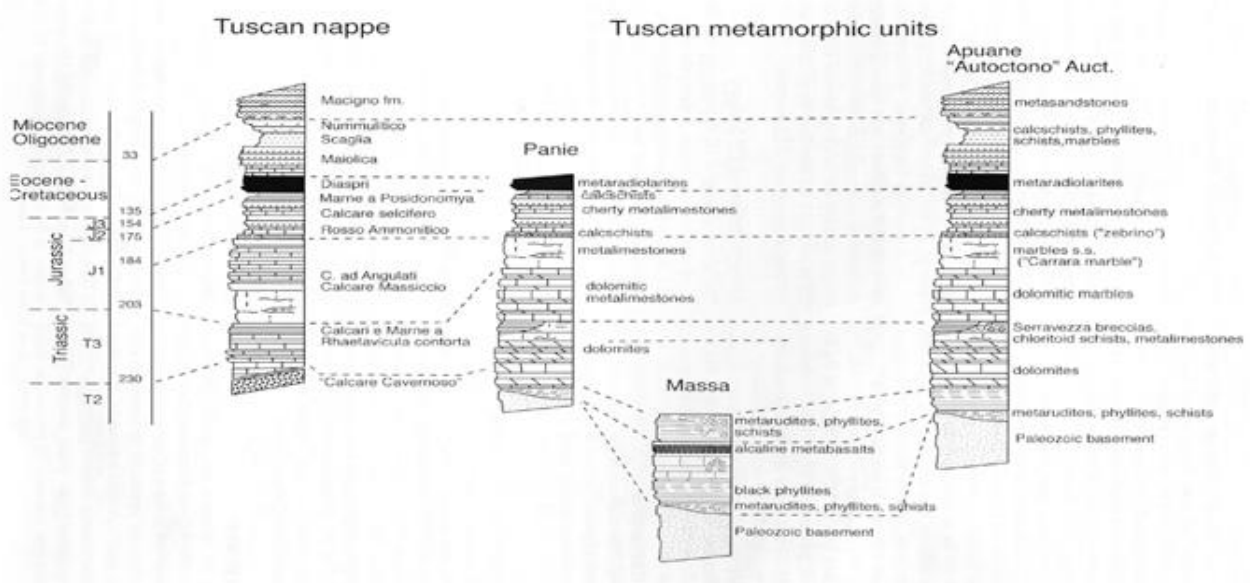 Tuscan nappe
Tuscan metamorphic units
Apuane
"Autoctono" Auct.
Miocene
Oligocene
Eocene -
Cretaceous
Jurassic
Triassic
J1
T3
T2
33
135
154
175
184
203
230
Macigno fm.
Nummulitico
Scaglia
Maiolica
Diaspri
Marne a Posidonomya
Calcare selcifero
Rosso Ammonitico
C. ad Angulati
Calcare Massiccio
Calcari e Marne a
Rhaetavicula contorta
"Calcare Cavernoso"
Panie
metaradiolarites
calcschists
cherty metalimestones
calcschists
metalimestones
dolomitic
metalimestones
dolomites
Massa
metarudites, phyllites,
schists
alcaline metabasalts
black phyllites
metarudites, phyllites, schists
Paleozoic basement
metasandstones
calcschists, phyllites,
schists,marbles
metaradiolarites
cherty metalimestones
calcschists ("zebrino")
marbles s.s.
("Carrara marble")
dolomitic marbles
Serravezza breccias,
chloritoid schists, metalimestones
dolomites
metarudites, phyllites, schists
Paleozoic basement